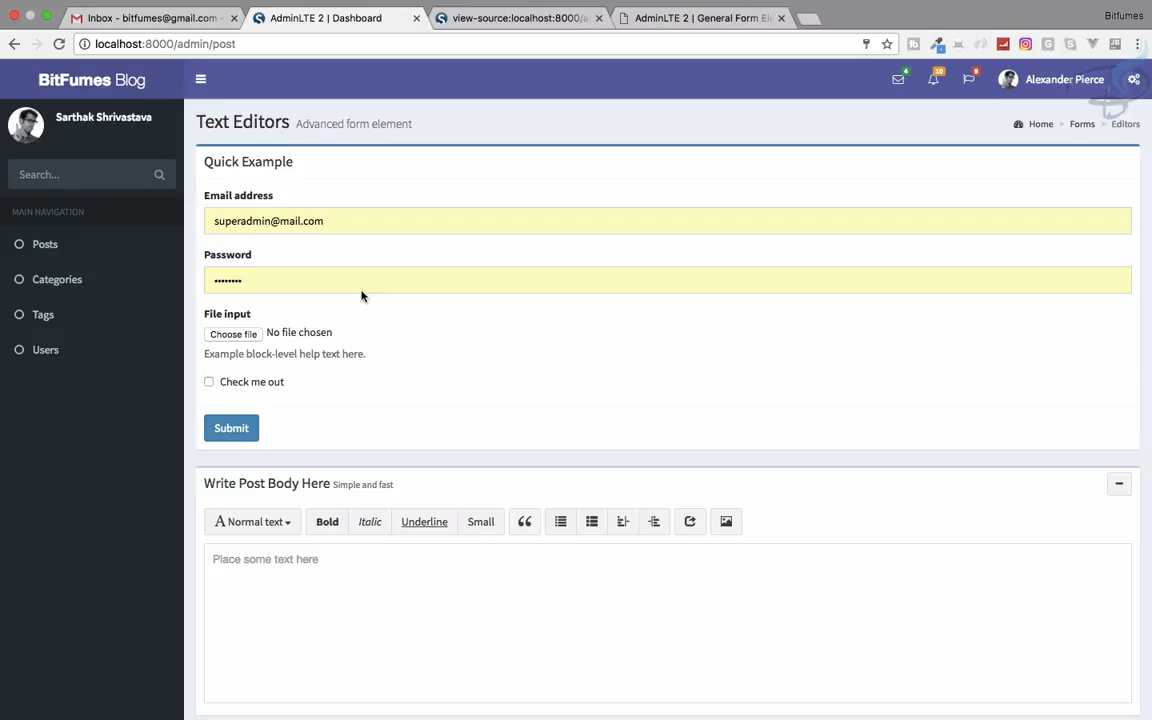 Inbox - bitfumes@gmail.com -
AdminLTE 2 | Dashboard
view-source:localhost:8000/a
AdminLTE 2 | General Form El
Bitfumes
localhost:8000/admin/post
BitFumes Blog
4
10
9
Alexander Pierce
Sarthak Shrivastava
Text Editors Advanced form element
Home > Forms > Editors
Quick Example
Search...
Email address
MAIN NAVIGATION
superadmin@mail.com
Posts
Password
Categories
••••••••
Tags
File input
Choose file No file chosen
Users
Example block-level help text here.
Check me out
Submit
Write Post Body Here Simple and fast
A Normal text Bold Italic Underline Small
Place some text here